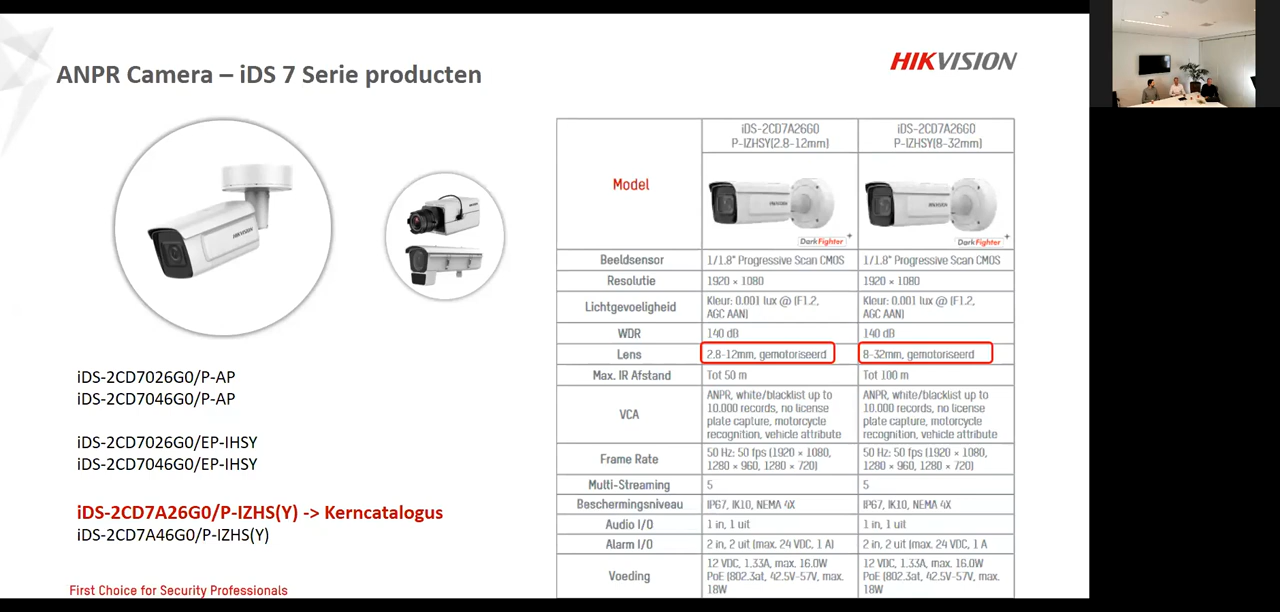 ANPR Camera – iDS 7 Serie producten
HIKVISION
iDS-2CD7026G0/P-AP
iDS-2CD7046G0/P-AP
iDS-2CD7026G0/EP-IHSY
iDS-2CD7046G0/EP-IHSY
iDS-2CD7A26G0/P-IZHS(Y) -> Kerncatalogus
iDS-2CD7A46G0/P-IZHS(Y)
First Choice for Security Professionals
Model
iDS-2CD7A26G0
P-IZHSY(2.8-12mm)
iDS-2CD7A26G0
P-IZHSY(8-32mm)
HIKVISION
HIKVISION
HIKVISION
DarkFighter
DarkFighter
Beeldsensor
1/1.8" Progressive Scan CMOS
1/1.8" Progressive Scan CMOS
Resolutie
1920 × 1080
1920 × 1080
Lichtgevoeligheid
Kleur: 0.001 lux @ (F1.2,
AGC AAN)
Kleur: 0.001 lux @ (F1.2,
AGC AAN)
WDR
140 dB
140 dB
Lens
2.8-12mm, gemotoriseerd
8-32mm, gemotoriseerd
Max. IR Afstand
Tot 50 m
Tot 100 m
VCA
ANPR, white/blacklist up to
10.000 records, no license
plate capture, motorcycle
recognition, vehicle attribute
ANPR, white/blacklist up to
10.000 records, no license
plate capture, motorcycle
recognition, vehicle attribute
Frame Rate
50 Hz: 50 fps (1920 × 1080,
1280 × 960, 1280 × 720)
50 Hz: 50 fps (1920 × 1080,
1280 × 960, 1280 × 720)
Multi-Streaming
5
5
Beschermingsniveau
IP67, IK10, NEMA 4X
IP67, IK10, NEMA 4X
Audio I/O
1 in, 1 uit
1 in, 1 uit
Alarm I/O
2 in, 2 uit (max. 24 VDC, 1 A)
2 in, 2 uit (max. 24 VDC, 1 A
Voeding
12 VDC, 1.33A, max. 16.0W
PoE (802.3at, 42.5V-57V, max.
18W
12 VDC, 1.33A, max. 16.0W
PoE (802.3at, 42.5V-57V, max.
18W